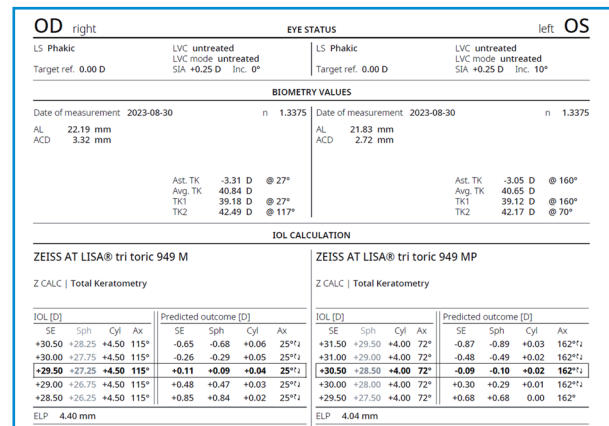 OD right EYE STATUS left OS
LS Phakic LVC untreated LS Phakic LVC untreated
LVC mode untreated LVC mode untreated
Target ref. 0.00 D SIA +0.25 D Inc. 0° Target ref. 0.00 D SIA +0.25 D Inc. 10°
BIOMETRY VALUES
Date of measurement 2023-08-30 n 1.3375 Date of measurement 2023-08-30 n 1.3375
AL 22.19 mm AL 21.83 mm
ACD 3.32 mm ACD 2.72 mm
Ast. TK -3.31 D @ 27° Ast. TK -3.05 D @ 160°
Avg. TK 40.84 D Avg. TK 40.65 D
TK1 39.18 D @ 27° TK1 39.12 D @ 160°
TK2 42.49 D @ 117° TK2 42.17 D @ 70°
IOL CALCULATION
ZEISS AT LISA® tri toric 949 M ZEISS AT LISA® tri toric 949 MP
Z CALC | Total Keratometry Z CALC | Total Keratometry
IOL [D] Predicted outcome [D] IOL [D] Predicted outcome [D]
SE Sph Cyl Ax SE Sph Cyl Ax SE Sph Cyl Ax SE Sph Cyl Ax
+30.50 +28.25 +4.50 115° -0.65 -0.68 +0.06 25° +31.50 +29.50 +4.00 72° -0.87 -0.89 +0.03 162°
+30.00 +27.75 +4.50 115° -0.26 -0.29 +0.05 25° +31.00 +29.00 +4.00 72° -0.48 -0.49 +0.02 162°
+29.50 +27.25 +4.50 115° +0.11 +0.09 +0.04 25° +30.50 +28.50 +4.00 72° -0.09 -0.10 +0.02 162°
+29.00 +26.75 +4.50 115° +0.48 +0.47 +0.03 25° +30.00 +28.00 +4.00 72° +0.30 +0.29 +0.01 162°
+28.50 +26.25 +4.50 115° +0.85 +0.84 +0.02 25° +29.50 +27.50 +4.00 72° +0.68 +0.68 0.00 162°
ELP 4.40 mm ELP 4.04 mm